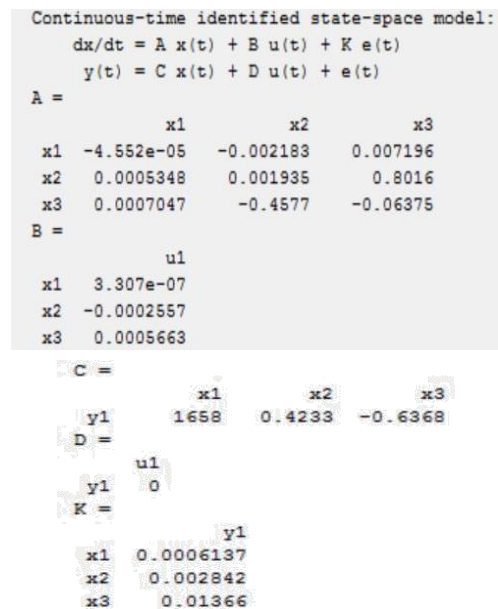 Continuous-time identified state-space model:
dx/dt = A x(t) + B u(t) + K e(t)
y(t) = C x(t) + D u(t) + e(t)
A =
x1 x2 x3
x1 -4.552e-05 -0.002183 0.007196
x2 0.0005348 0.001935 0.8016
x3 0.0007047 -0.4577 -0.06375
B =
u1
x1 3.307e-07
x2 -0.0002557
x3 0.0005663
C =
x1 x2 x3
y1 1658 0.4233 -0.6368
D =
u1
y1 0
K =
y1
x1 0.0006137
x2 0.002842
x3 0.01366